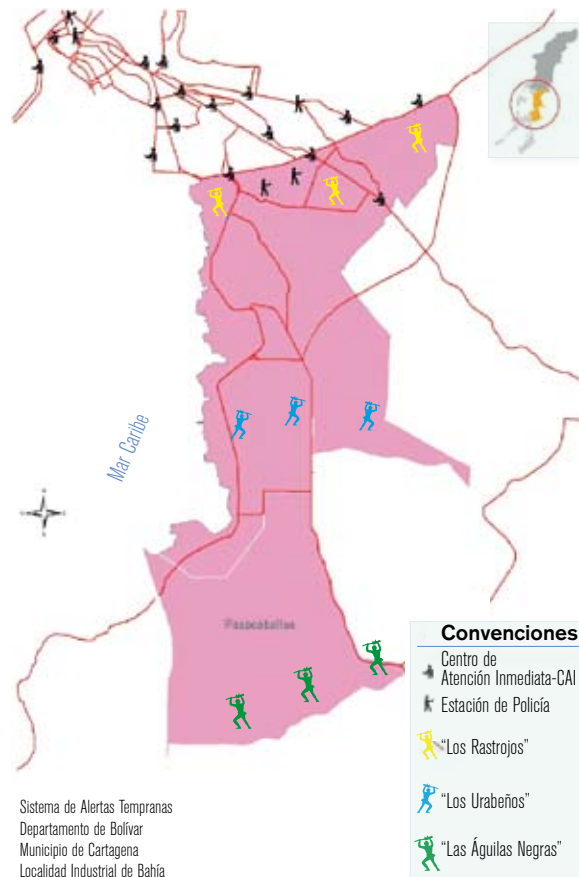 Mar Caribe
Pasacaballos
Convenciones
Centro de
Atención Inmediata-CAI
Estación de Policía
"Los Rastrojos"
"Los Urabeños"
"Las Águilas Negras"
Sistema de Alertas Tempranas
Departamento de Bolívar
Municipio de Cartagena
Localidad Industrial de Bahía